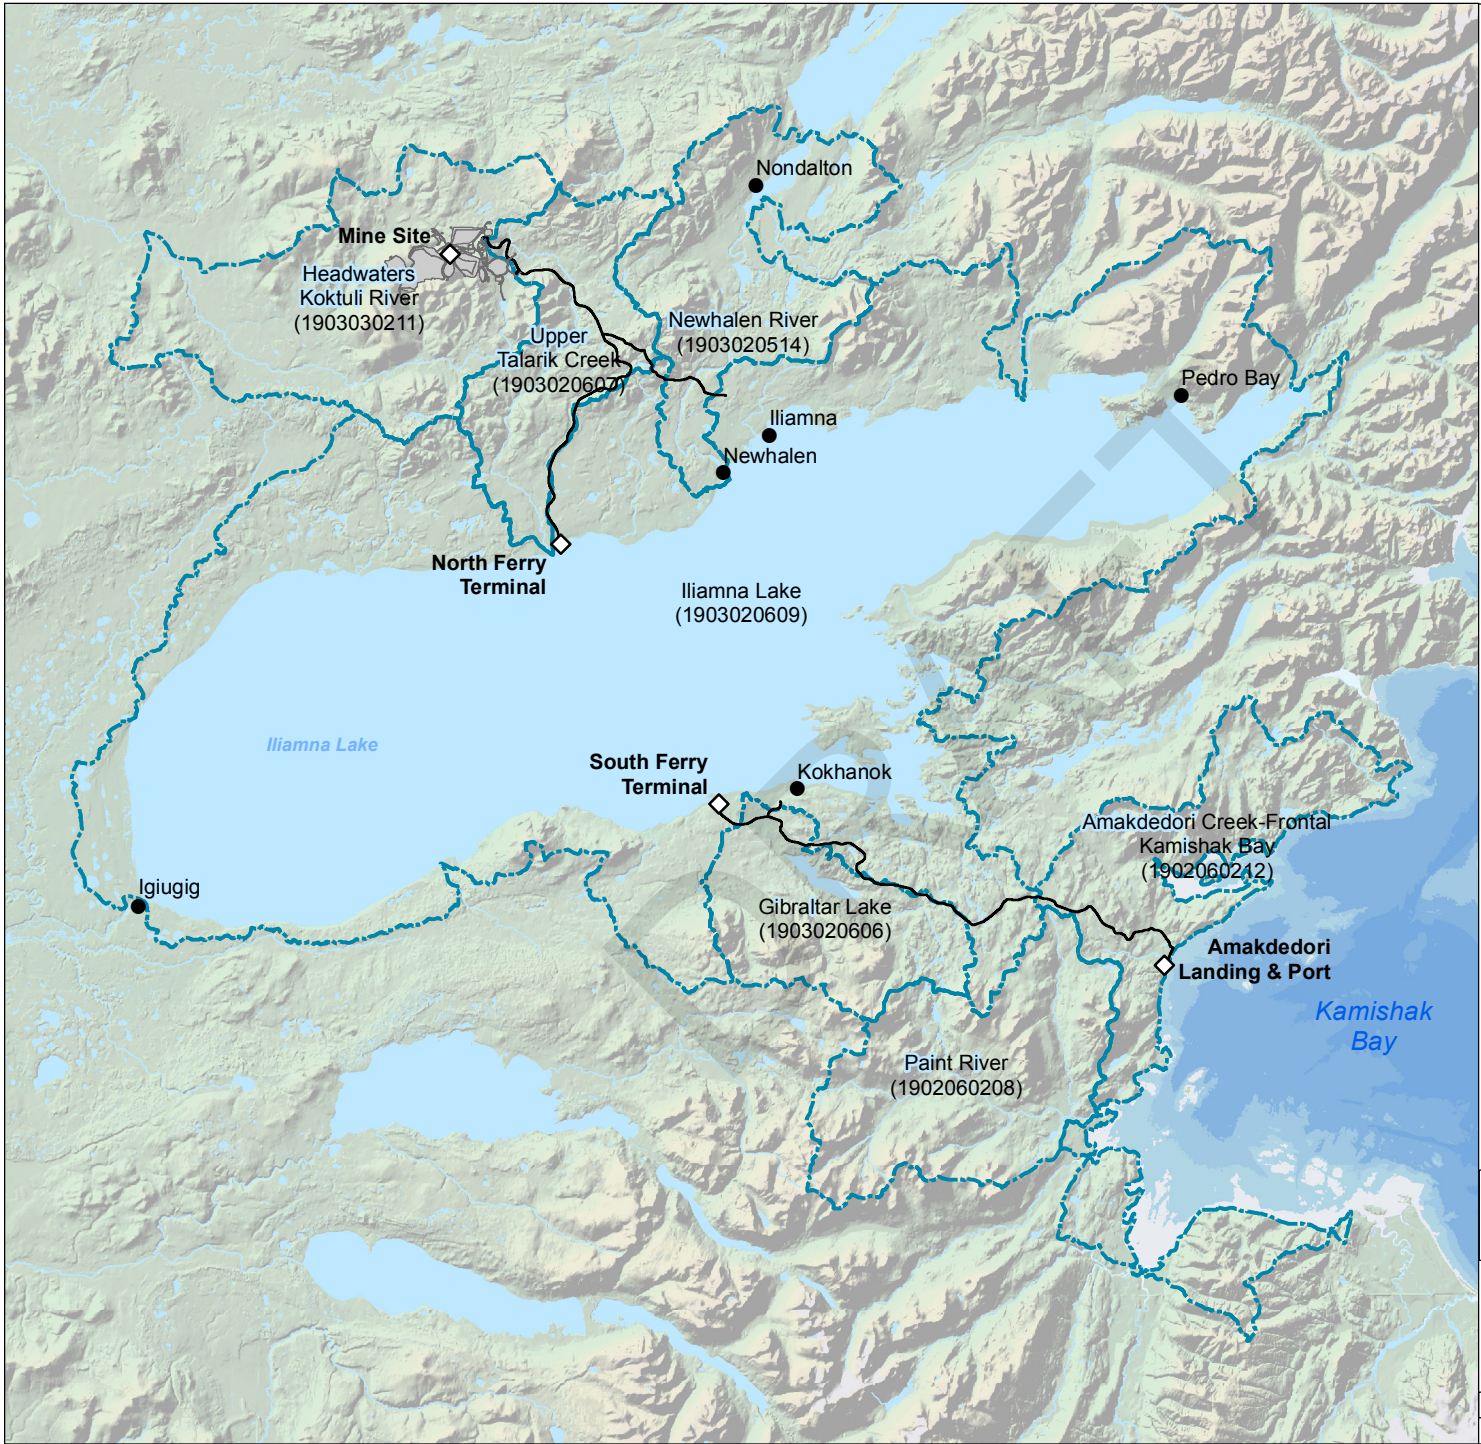 Nondalton
Mine Site
Headwaters
Koktuli River
(1903030211)
Upper
Talarik Creek
(1903020607)
Newhalen River
(1903020514)
Pedro Bay
Iliamna
Newhalen
North Ferry
Terminal
Iliamna Lake
(1903020609)
Iliamna Lake
South Ferry
Terminal
Kokhanok
Amakdedori Creek-Frontal
Kamishak Bay
(1902060212)
Igiugig
Gibraltar Lake
(1903020606)
Amakdedori
Landing & Port
Kamishak
Bay
Paint River
(1902060208)
DRAFT